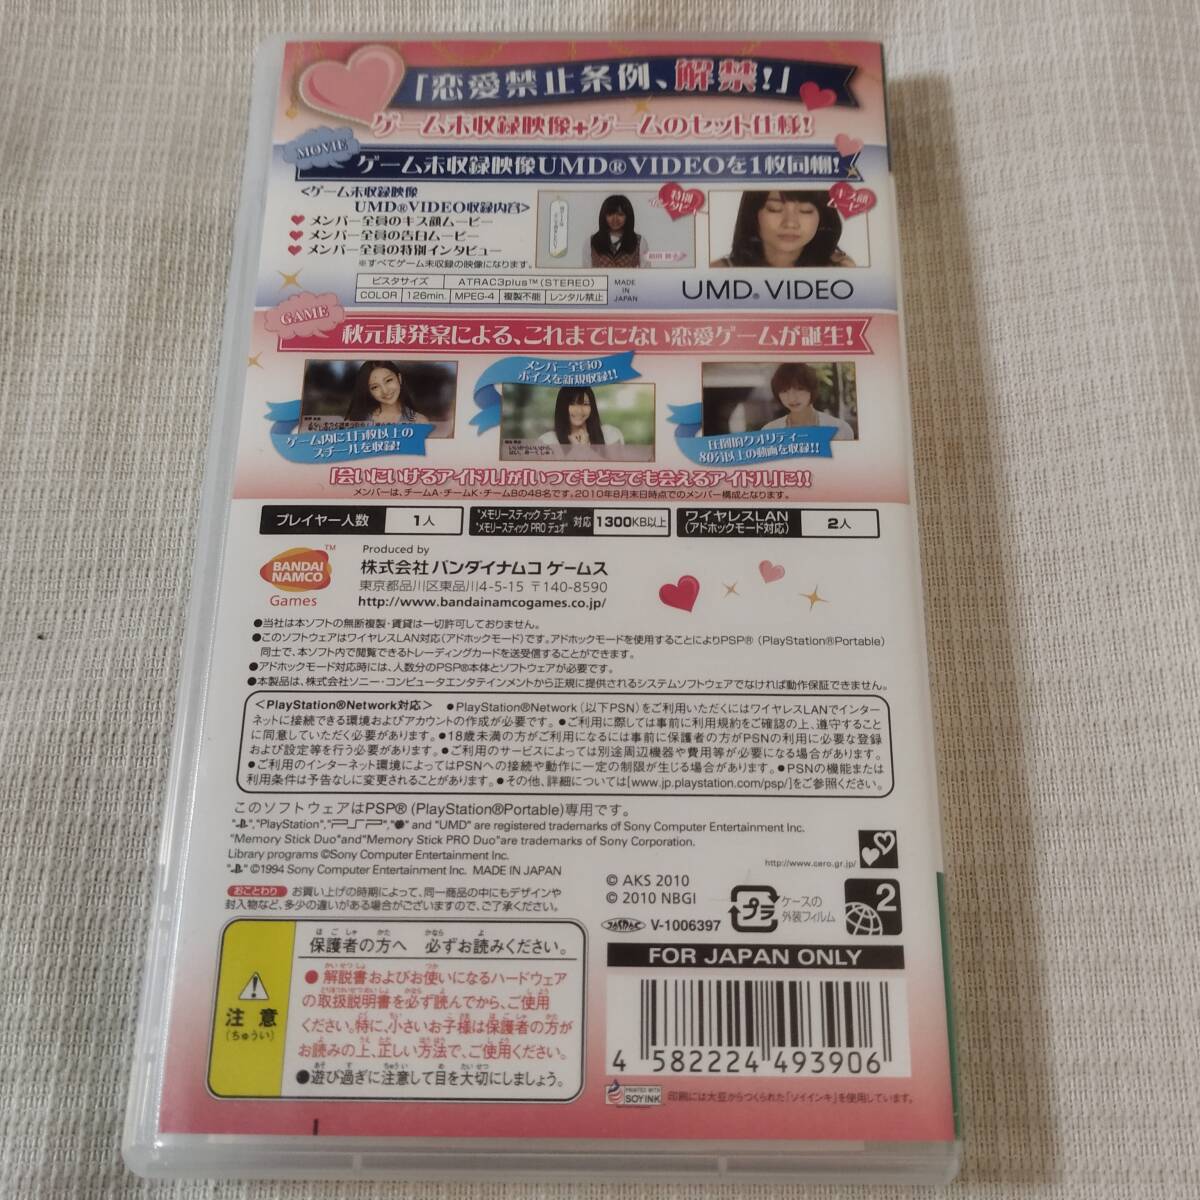 「恋愛禁止条例、解禁!」
ゲーム未収録映像+ゲームのセット仕様!
MOVIE
ゲーム未収録映像UMD®VIDEOを1枚同梱!
<ゲーム未収録映像
UMD®VIDEO収録内容>
メンバー全員のキス顔ムービー
メンバー全員の告白ムービー
メンバー全員の特別インタビュー
※すべてゲーム未収録の映像になります。
特別
インタビュー
キス顔
ムービー
ビスタサイズ ATRAC3plus™(STEREO)
COLOR 126min. MPEG-4 複製不能 レンタル禁止
MADE
IN
JAPAN
UMD® VIDEO
GAME
秋元康発案による、これまでにない恋愛ゲームが誕生!
ゲーム内に1万枚以上の
スチールを収録!
メンバー全員の
ボイスを新規収録!!
圧倒的クオリティー
80分以上の動画を収録!!
「会いにいけるアイドル」が「いつでもどこでも会えるアイドル」に!!
メンバーは、チームA・チームK・チームBの48名です。2010年8月末日時点でのメンバー構成となります。
プレイヤー人数 1人
"メモリースティック デュオ"
"メモリースティック PRO デュオ" 対応 1300KB以上
ワイヤレスLAN
(アドホックモード対応) 2人
BANDAI
NAMCO
Games
™
Produced by
株式会社 バンダイナムコ ゲームス
東京都品川区東品川4-5-15 〒140-8590
http://www.bandainamcogames.co.jp/
●当社は本ソフトの無断複製・賃貸は一切許可しておりません。
●このソフトウェアはワイヤレスLAN対応(アドホックモード)です。アドホックモードを使用することによりPSP®(PlayStation®Portable)
同士で、本ソフト内で閲覧できるトレーディングカードを送受信することができます。
●アドホックモード対応時には、人数分のPSP®本体とソフトウェアが必要です。
●本製品は、株式会社ソニー・コンピュータエンタテインメントから正規に提供されるシステムソフトウェアでなければ動作保証できません。
<PlayStation®Network対応> ●PlayStation®Network(以下PSN)をご利用いただくにはワイヤレスLANでインター
ネットに接続できる環境およびアカウントの作成が必要です。●ご利用に際しては事前に利用規約をご確認の上、遵守すること
に同意していただく必要があります。●18歳未満の方がご利用になるには事前に保護者の方がPSNの利用に必要な登録
および設定等を行う必要があります。●ご利用のサービスによっては別途周辺機器や費用等が必要になる場合があります。
●ご利用のインターネット環境によってはPSNへの接続や動作に一定の制限が生じる場合があります。●PSNの機能または
利用条件は予告なしに変更されることがあります。●その他、詳細については[www.jp.playstation.com/psp/]をご参照ください。
このソフトウェアはPSP®(PlayStation®Portable)専用です。
" ","PlayStation","PSP"," " and "UMD" are registered trademarks of Sony Computer Entertainment Inc.
"Memory Stick Duo"and"Memory Stick PRO Duo"are trademarks of Sony Corporation.
Library programs ©Sony Computer Entertainment Inc.
" "©1994 Sony Computer Entertainment Inc. MADE IN JAPAN
おことわり お買い上げの時期によって、同一商品の中にもデザインや
封入物など、多少の違いがある場合がございますので、ご了承ください。
http://www.cero.gr.jp/
© AKS 2010
© 2010 NBGI
V-1006397
プラ
ケースの
外装フィルム
2
FOR JAPAN ONLY
4 582224 493906
PRINTED WITH
SOY INK
印刷には大豆からつくられた「ソイインキ」を使用しています。
注意
(ちゅうい)
保護者の方へ 必ずお読みください。
●解説書およびお使いになるハードウェア
の取扱説明書を必ず読んでから、ご使用
ください。特に、小さいお子様は保護者の方が
お読みの上、正しい方法で、ご使用ください。
●遊び過ぎに注意して目を大切にしましょう。